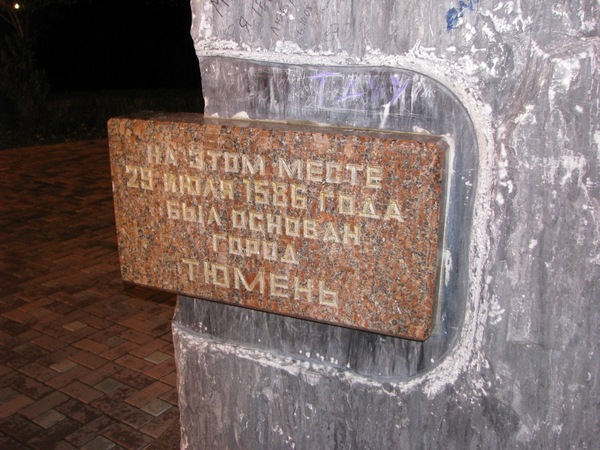 НА ЭТОМ МЕСТЕ
29 ИЮЛЯ 1586 ГОДА
БЫЛ ОСНОВАН
ГОРОД
ТЮМЕНЬ